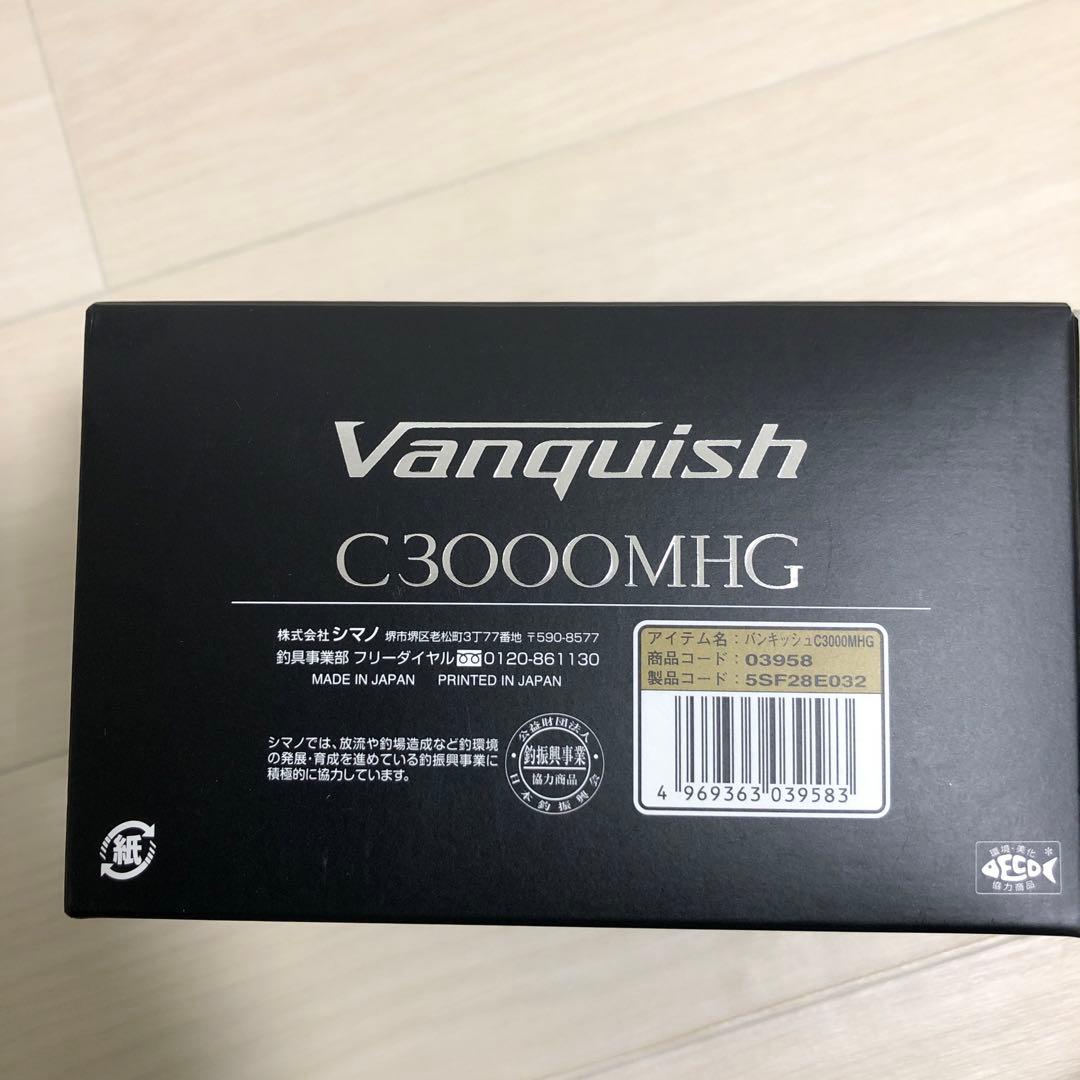 Vanquish
C3000MHG
株式会社シマノ 堺市堺区老松町3丁77番地 〒590-8577
釣具事業部 フリーダイヤル 0120-861130
MADE IN JAPAN PRINTED IN JAPAN
シマノでは、放流や釣場造成など釣環境
の発展・育成を進めている釣振興事業に
積極的に協力しています。
公益財団法人
釣振興事業
協力商品
日本釣振興会
アイテム名：バンキッシュC3000MHG
商品コード：03958
製品コード：5SF28E032
4 969363 039583
紙
環境・美化
ECO
協力商品